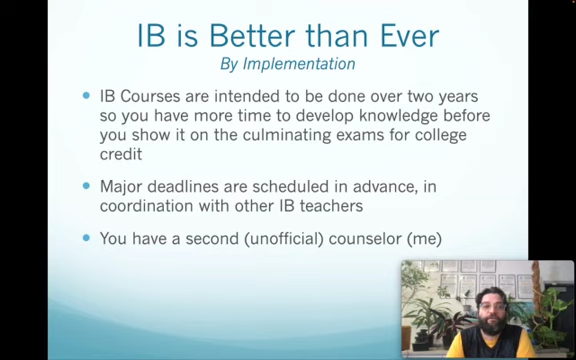 IB is Better than Ever
By Implementation
IB Courses are intended to be done over two years
so you have more time to develop knowledge before
you show it on the culminating exams for college
credit
Major deadlines are scheduled in advance, in
coordination with other IB teachers
You have a second (unofficial) counselor (me)